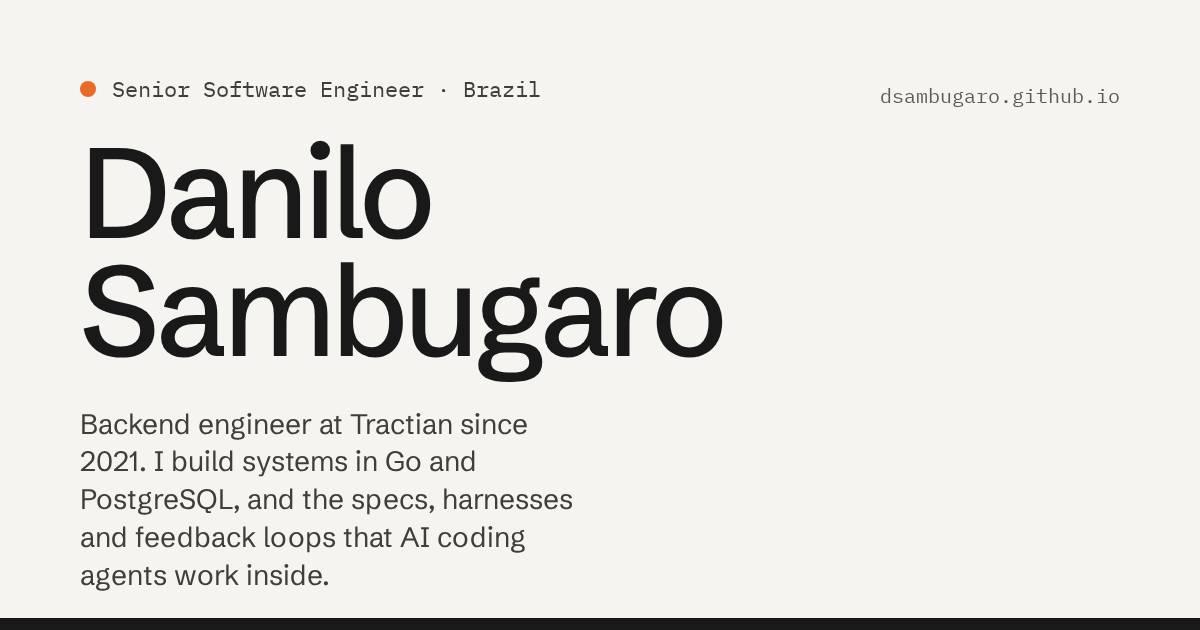 Senior Software Engineer · Brazil
dsambugaro.github.io
Danilo
Sambugaro
Backend engineer at Tractian since
2021. I build systems in Go and
PostgreSQL, and the specs, harnesses
and feedback loops that AI coding
agents work inside.